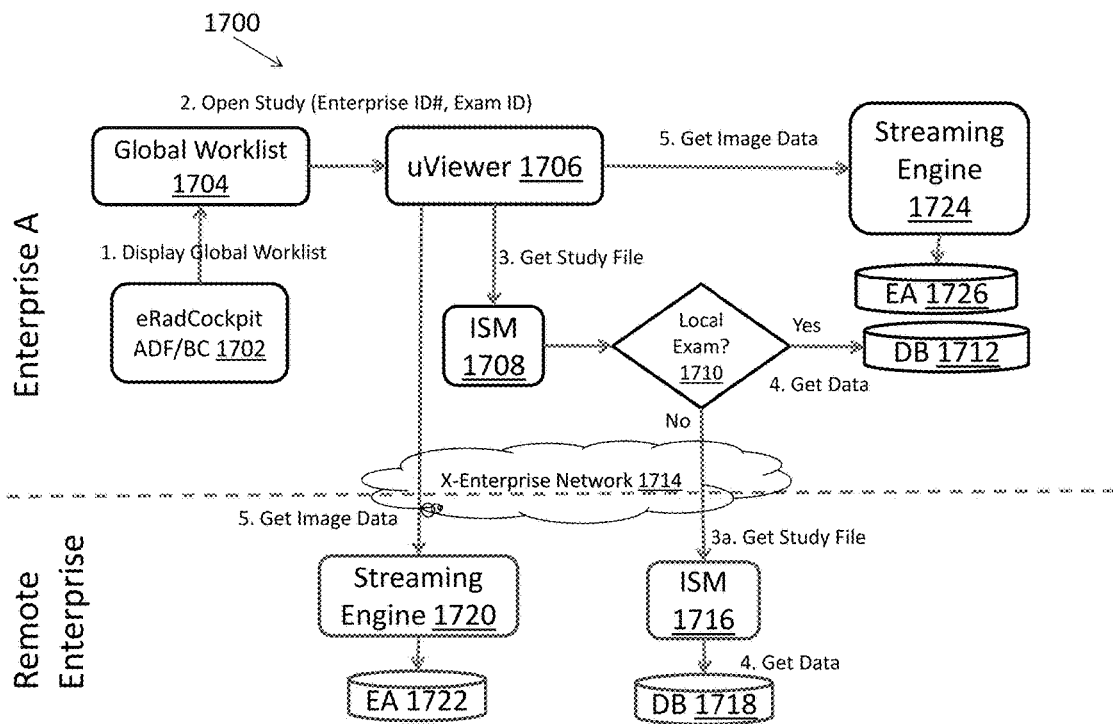 1700
2. Open Study (Enterprise ID#, Exam ID)
Global Worklist
1704
uViewer 1706
5. Get Image Data
Streaming
Engine
1724
Enterprise A
1. Display Global Worklist
3. Get Study File
EA 1726
eRadCockpit
ADF/BC 1702
ISM
1708
Local
Exam?
1710
Yes
DB 1712
4. Get Data
No
X-Enterprise Network 1714
5. Get Image Data
3a. Get Study File
Remote
Enterprise
Streaming
Engine 1720
ISM
1716
4. Get Data
EA 1722
DB 1718